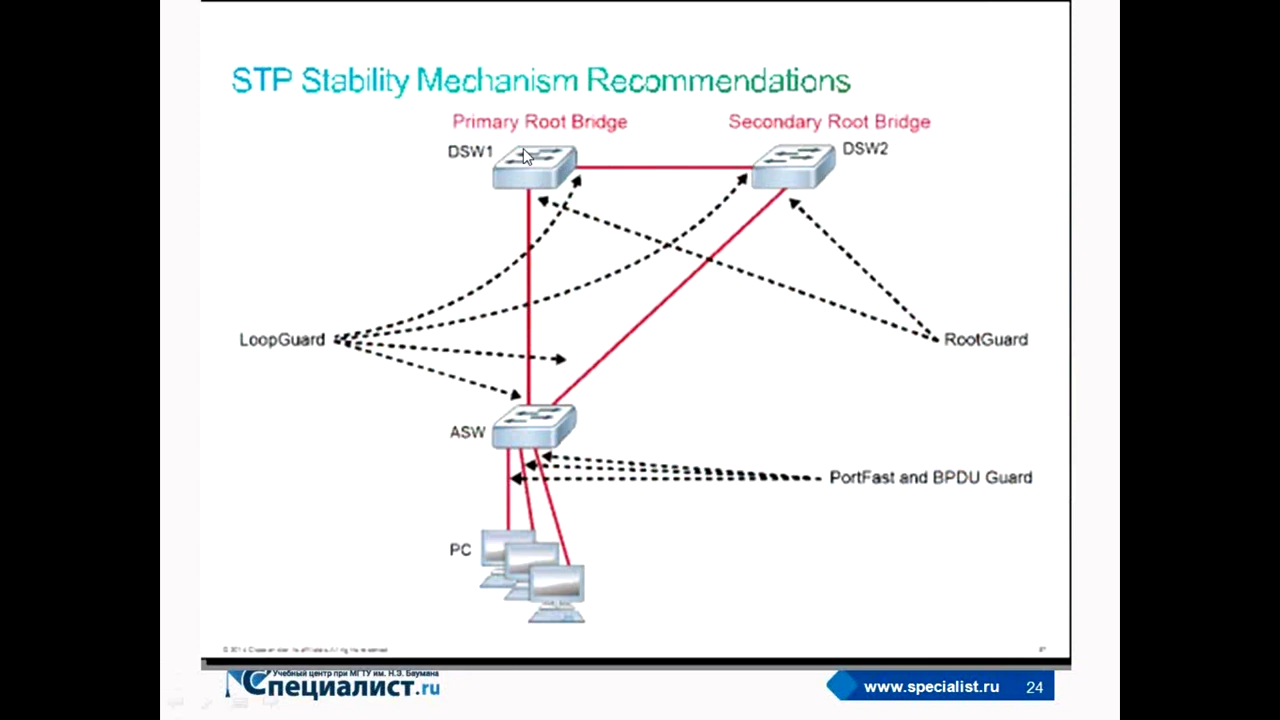 STP Stability Mechanism Recommendations
Primary Root Bridge
Secondary Root Bridge
DSW1
DSW2
LoopGuard
RootGuard
ASW
PortFast and BPDU Guard
PC
Учебный центр при МГТУ им. Н.Э. Баумана
Специалист.ru
www.specialist.ru
24